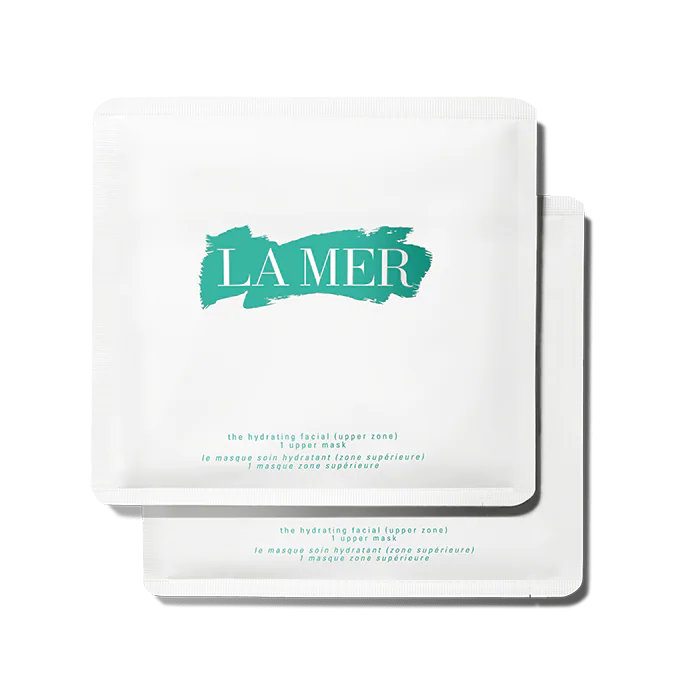 LA MER
the hydrating facial (upper zone)
1 upper mask
le masque soin hydratant (zone supérieure)
1 masque zone supérieure
the hydrating facial (upper zone)
1 upper mask
le masque soin hydratant (zone supérieure)
1 masque zone supérieure